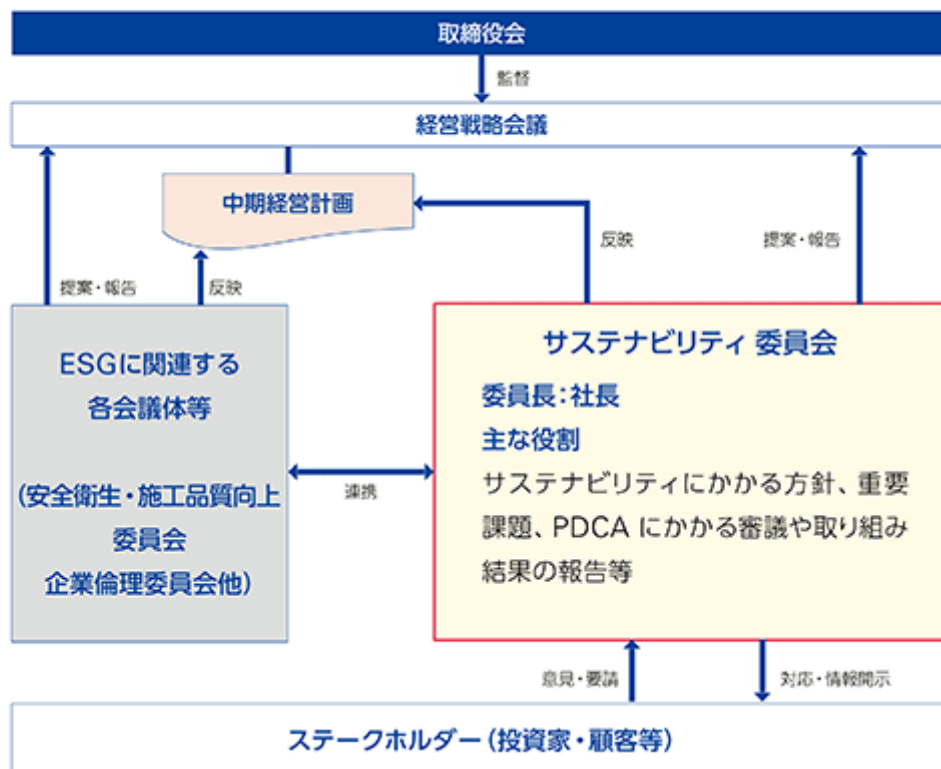 取締役会
監督
経営戦略会議
中期経営計画
反映
提案・報告
提案・報告
反映
ESGに関連する
各会議体等
(安全衛生・施工品質向上
委員会
企業倫理委員会他)
連携
サステナビリティ 委員会
委員長:社長
主な役割
サステナビリティにかかる方針、重要
課題、PDCA にかかる審議や取り組み
結果の報告等
意見・要請
対応・情報開示
ステークホルダー(投資家・顧客等)